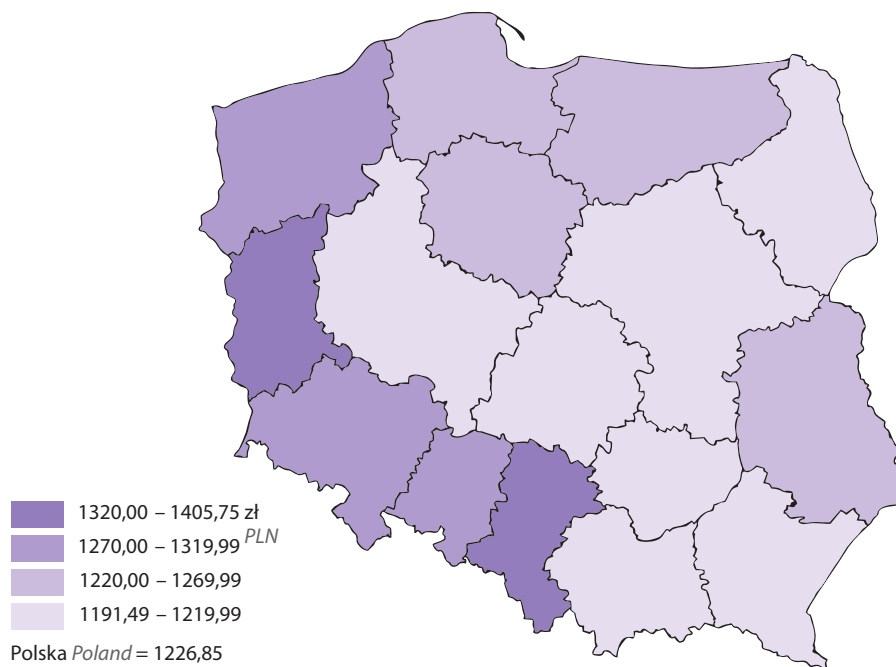 1320,00 – 1405,75 zł
PLN
1270,00 – 1319,99
1220,00 – 1269,99
1191,49 – 1219,99
Polska Poland = 1226,85